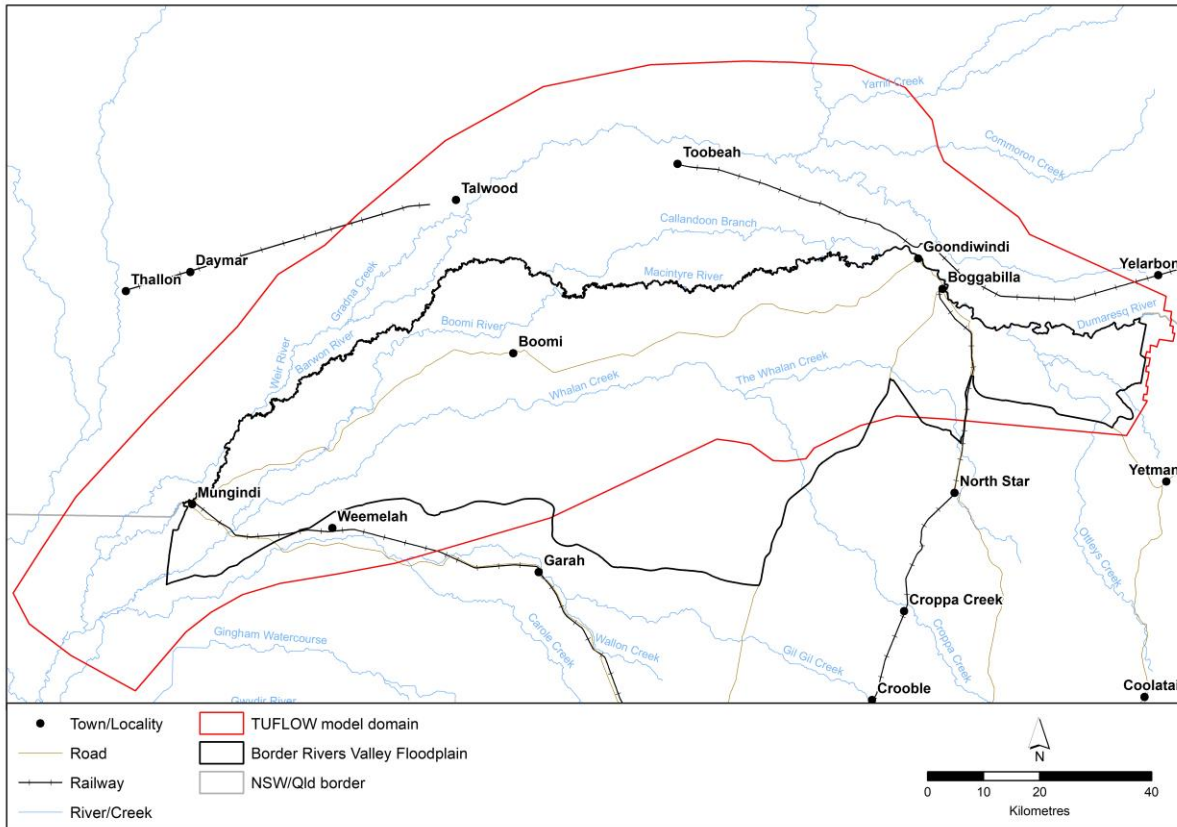 Yarrill Creek
Commoron Creek
Toobeah
Talwood
Callandoon Branch
Goondiwindi
Daymar
Thallon
Macintyre River
Boggabilla
Yelarbon
Gradna Creek
Dumaresq River
Boomi River
Weir River
Barwon River
Boomi
The Whalan Creek
Whalan Creek
Mungindi
Weemelah
North Star
Yetman
Garah
Ottleys Creek
Croppa Creek
Carole Creek
Gingham Watercourse
Wallon Creek
Gil Gil Creek
Croppa Creek
Gwydir River
Crooble
Coolatai
Town/Locality
Road
Railway
River/Creek
TUFLOW model domain
Border Rivers Valley Floodplain
NSW/Qld border
N
0 10 20 40
Kilometres